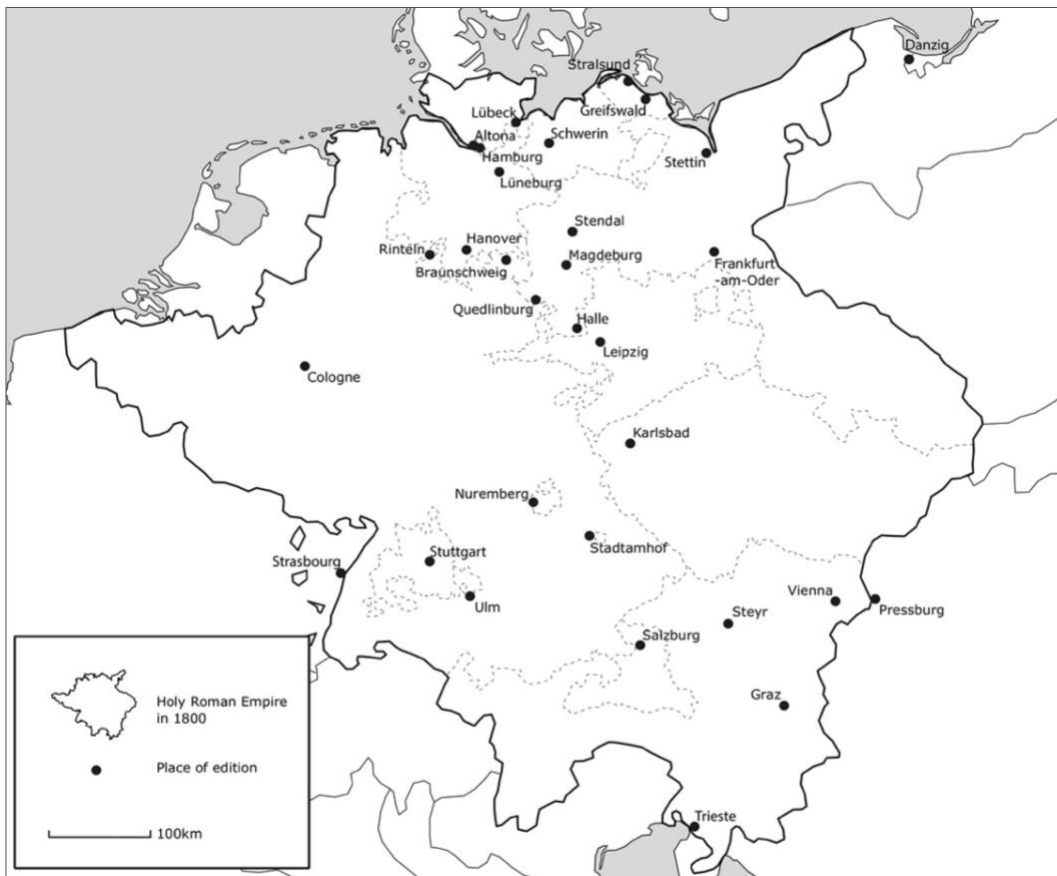 Danzig
Stralsund
Lübeck
Greifswald
Altona
Schwerin
Hamburg
Stettin
Lüneburg
Stendal
Hanover
Rinteln
Magdeburg
Braunschweig
Frankfurt
-am-Oder
Quedlinburg
Halle
Leipzig
Cologne
Karlsbad
Nuremberg
Stuttgart
Stadtamhof
Strasbourg
Vienna
Ulm
Steyr
Pressburg
Salzburg
Graz
Holy Roman Empire
in 1800
Place of edition
Trieste
100km